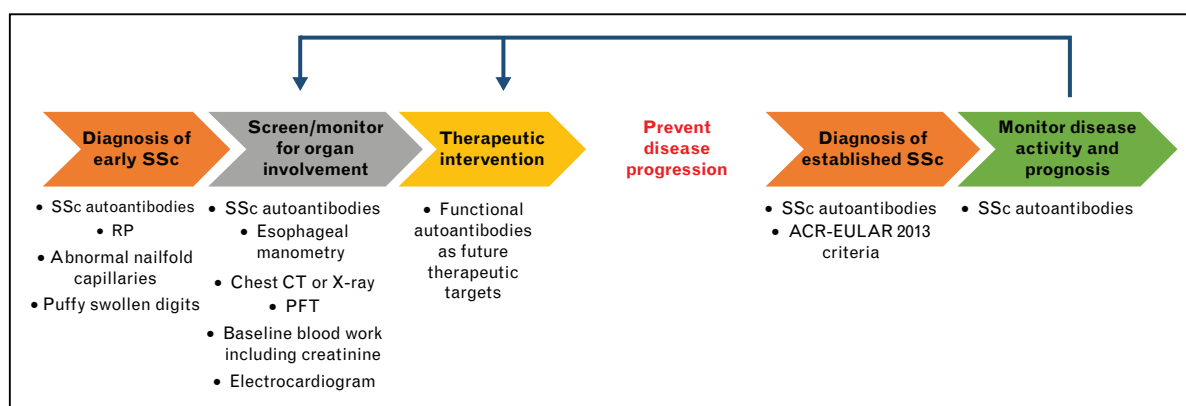 Diagnosis of
early SSc
Screen/monitor
for organ
involvement
Therapeutic
intervention
Prevent
disease
progression
Diagnosis of
established SSc
Monitor disease
activity and
prognosis
• SSc autoantibodies
• RP
• Abnormal nailfold
capillaries
• Puffy swollen digits
• SSc autoantibodies
• Esophageal
manometry
• Chest CT or X-ray
• PFT
• Baseline blood work
including creatinine
• Electrocardiogram
• Functional
autoantibodies
as future
therapeutic
targets
• SSc autoantibodies
• ACR-EULAR 2013
criteria
• SSc autoantibodies